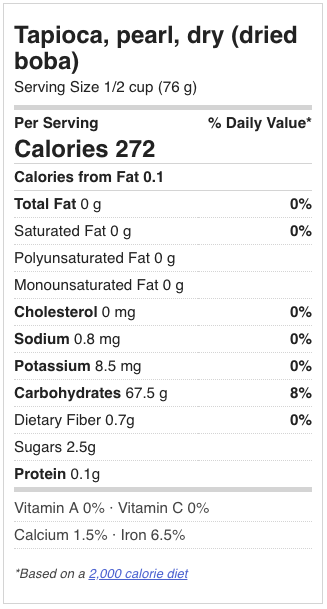 Tapioca, pearl, dry (dried
boba)
Serving Size 1/2 cup (76 g)
Per Serving % Daily Value*
Calories 272
Calories from Fat 0.1
Total Fat 0 g 0%
Saturated Fat 0 g 0%
Polyunsaturated Fat 0 g
Monounsaturated Fat 0 g
Cholesterol 0 mg 0%
Sodium 0.8 mg 0%
Potassium 8.5 mg 0%
Carbohydrates 67.5 g 8%
Dietary Fiber 0.7g 0%
Sugars 2.5g
Protein 0.1g
Vitamin A 0% · Vitamin C 0%
Calcium 1.5% · Iron 6.5%
*Based on a 2,000 calorie diet